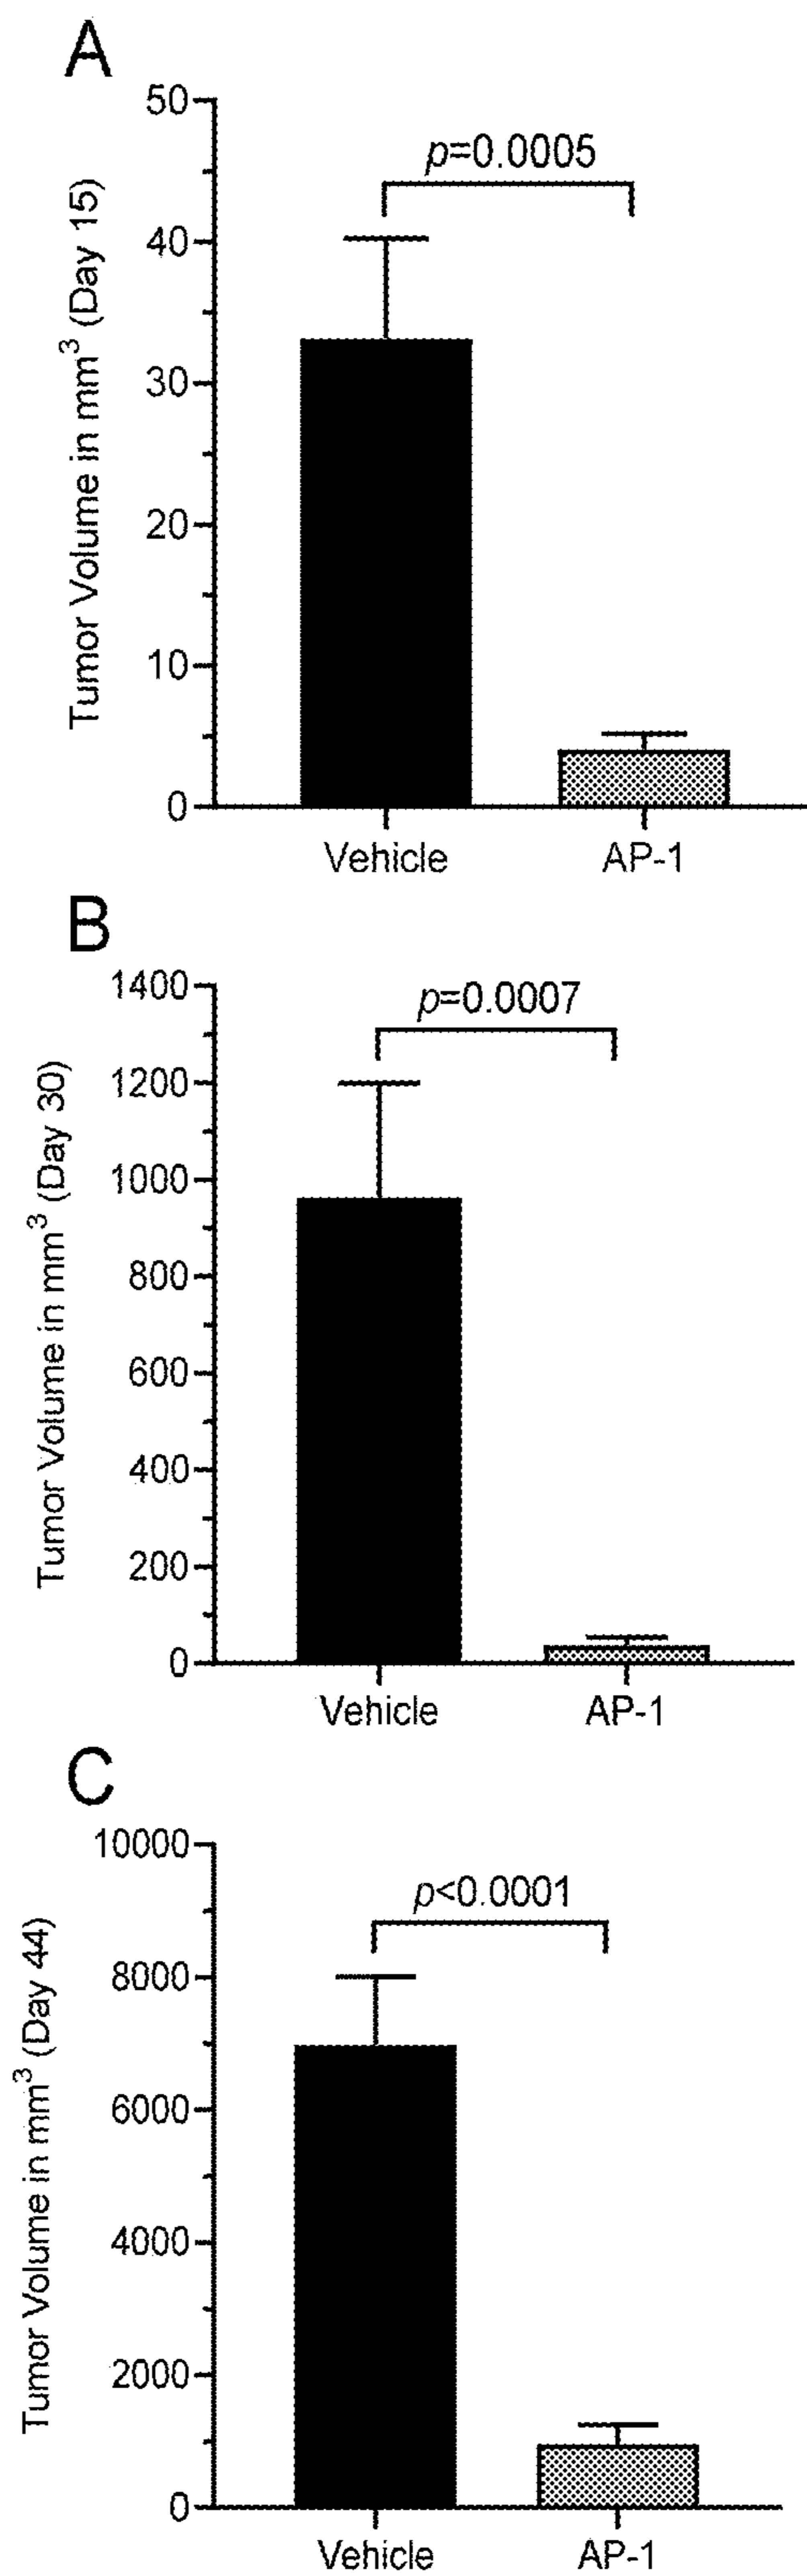 A
Tumor Volume in mm³ (Day 15)
50
40
30
20
10
0
p=0.0005
Vehicle
AP-1
B
Tumor Volume in mm³ (Day 30)
1400
1200
1000
800
600
400
200
0
p=0.0007
Vehicle
AP-1
C
Tumor Volume in mm³ (Day 44)
10000
8000
6000
4000
2000
0
p<0.0001
Vehicle
AP-1